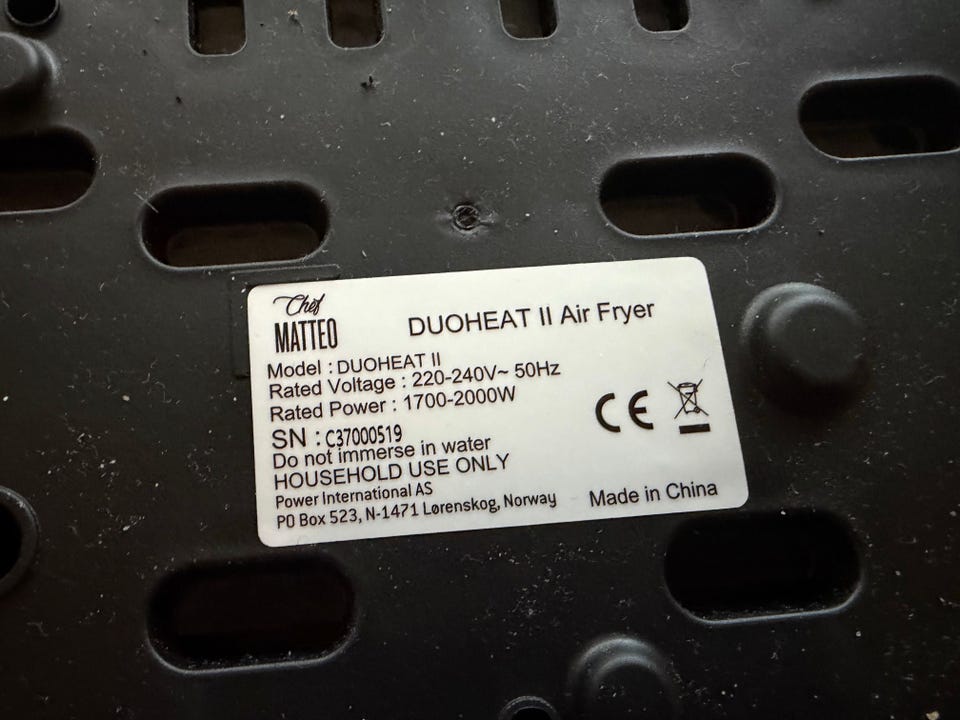 Chef
MATTEO
DUOHEAT II Air Fryer
Model : DUOHEAT II
Rated Voltage : 220-240V~ 50Hz
Rated Power : 1700-2000W
SN : C37000519
Do not immerse in water
HOUSEHOLD USE ONLY
Power International AS
PO Box 523, N-1471 Lørenskog, Norway
Made in China
CE